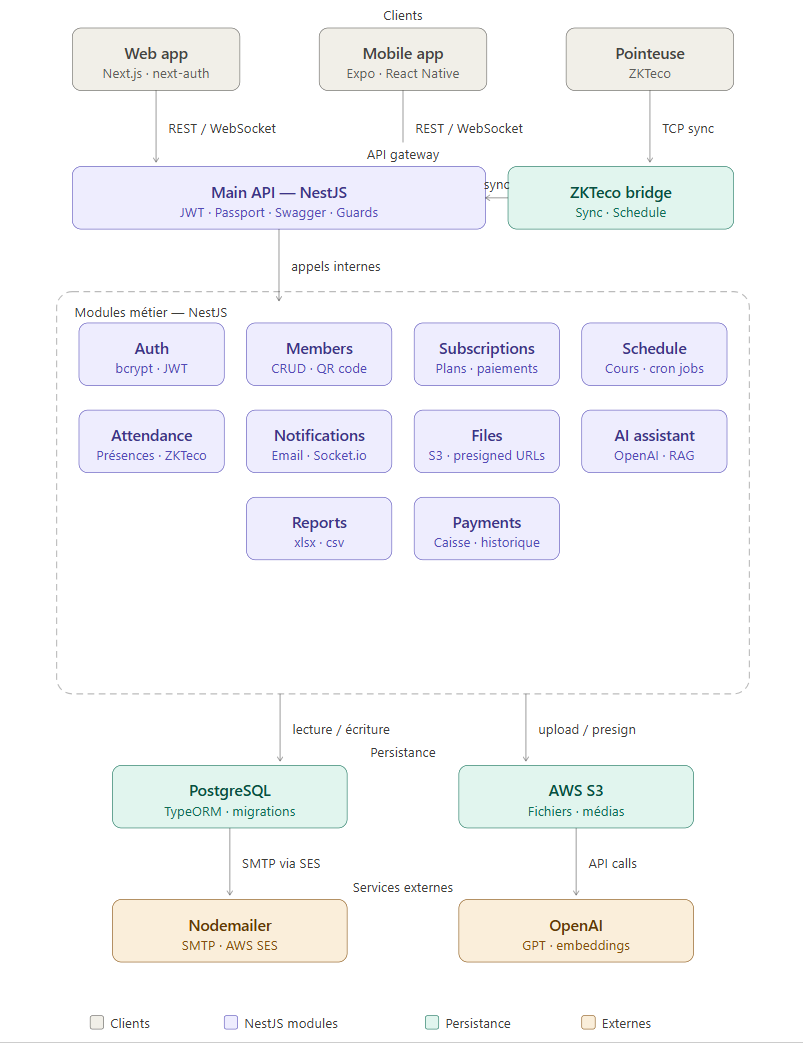 Clients
Web app
Next.js · next-auth
Mobile app
Expo · React Native
Pointeuse
ZKTeco
REST / WebSocket
REST / WebSocket
TCP sync
API gateway
Main API — NestJS
JWT · Passport · Swagger · Guards
sync
ZKTeco bridge
Sync · Schedule
appels internes
Modules métier — NestJS
Auth
bcrypt · JWT
Members
CRUD · QR code
Subscriptions
Plans · paiements
Schedule
Cours · cron jobs
Attendance
Présences · ZKTeco
Notifications
Email · Socket.io
Files
S3 · presigned URLs
AI assistant
OpenAI · RAG
Reports
xlsx · csv
Payments
Caisse · historique
lecture / écriture
upload / presign
Persistance
PostgreSQL
TypeORM · migrations
AWS S3
Fichiers · médias
SMTP via SES
API calls
Services externes
Nodemailer
SMTP · AWS SES
OpenAI
GPT · embeddings
Clients
NestJS modules
Persistance
Externes